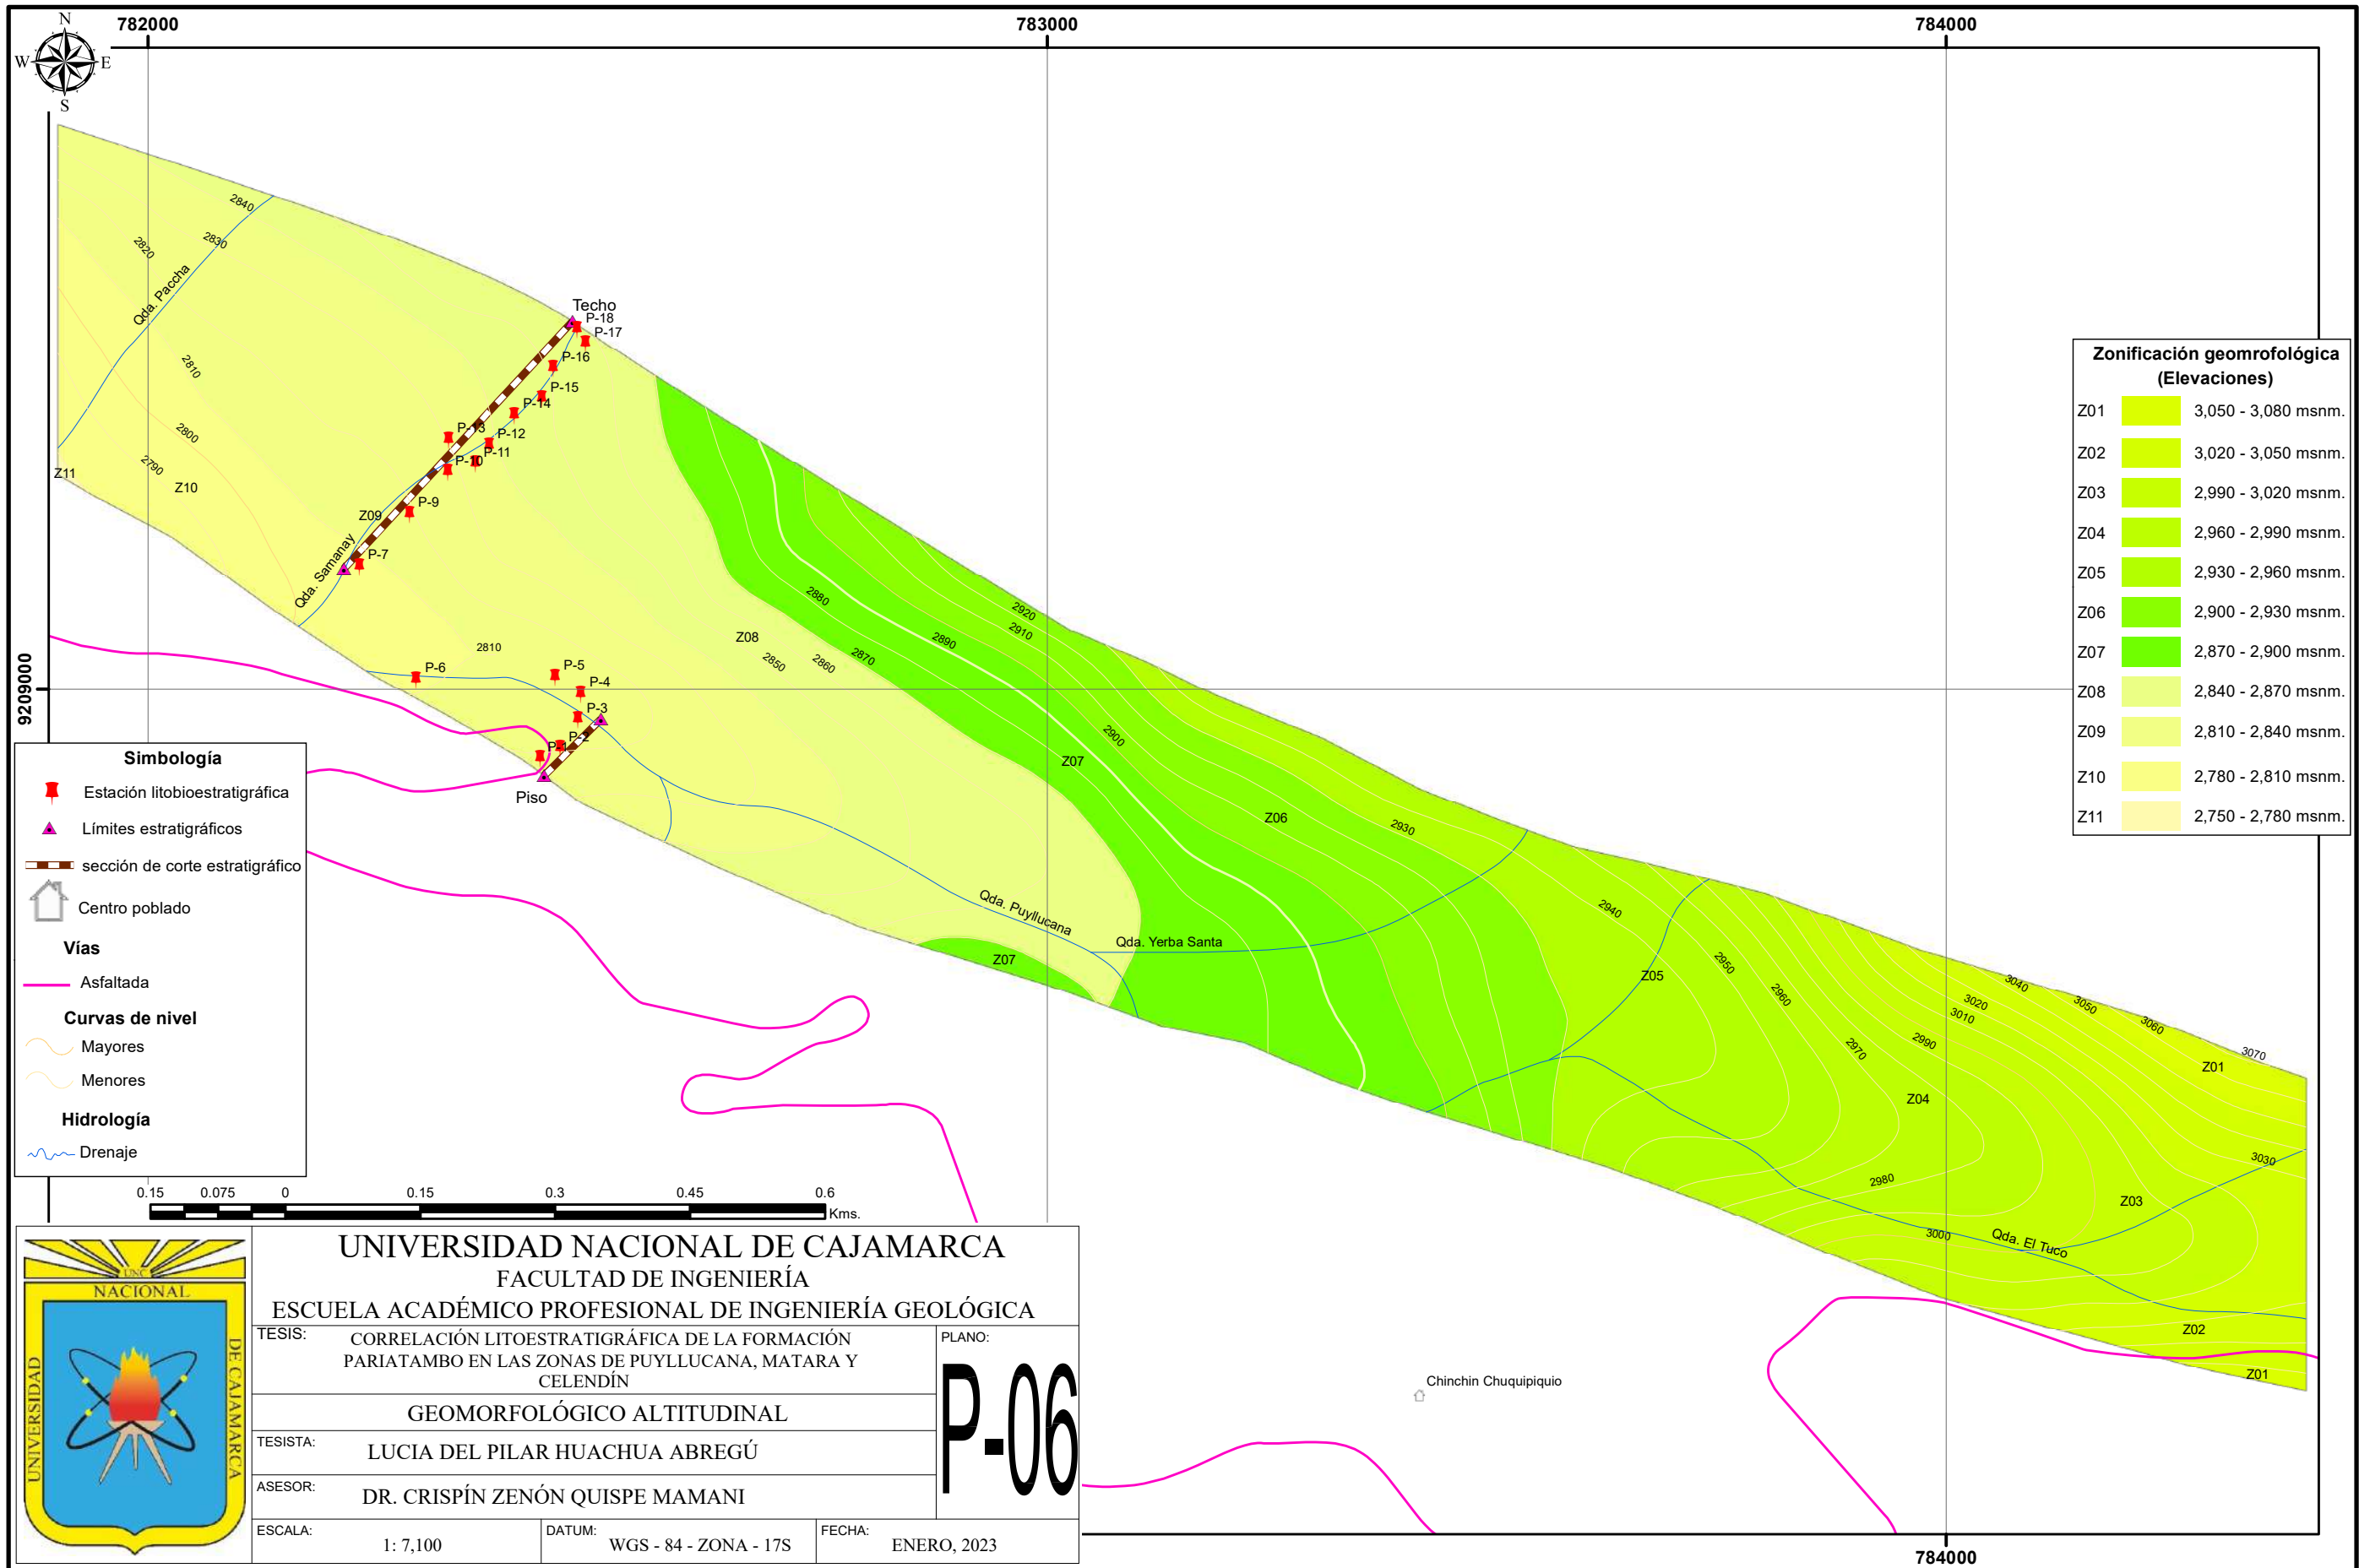 782000
783000
784000
N
W
E
S
2840
2830
2820
Qda. Paccha
2810
2800
2790
Z11
Z10
Techo
P-18
P-17
P-16
P-15
P-14
P-13
P-12
P-11
P-10
P-9
Z09
P-7
Qda. Samanay
2810
P-6
P-5
P-4
P-3
P-2
P-1
Piso
Z08
2850
2860
2870
2880
2890
2920
2910
2900
Z07
Z06
2930
Qda. Puyllucana
Qda. Yerba Santa
Z07
2940
Z05
2950
2960
2970
Z04
2980
2990
3010
3020
3040
3050
3060
3070
Z01
3030
Z03
3000
Qda. El Tuco
Z02
Z01
Chinchin Chuquipiquio
9209000
784000
Zonificación geomrofológica
(Elevaciones)
Z01 3,050 - 3,080 msnm.
Z02 3,020 - 3,050 msnm.
Z03 2,990 - 3,020 msnm.
Z04 2,960 - 2,990 msnm.
Z05 2,930 - 2,960 msnm.
Z06 2,900 - 2,930 msnm.
Z07 2,870 - 2,900 msnm.
Z08 2,840 - 2,870 msnm.
Z09 2,810 - 2,840 msnm.
Z10 2,780 - 2,810 msnm.
Z11 2,750 - 2,780 msnm.
Simbología
Estación litobioestratigráfica
Límites estratigráficos
sección de corte estratigráfico
Centro poblado
Vías
Asfaltada
Curvas de nivel
Mayores
Menores
Hidrología
Drenaje
0.15 0.075 0 0.15 0.3 0.45 0.6
Kms.
UNC
NACIONAL
UNIVERSIDAD
DE CAJAMARCA
UNIVERSIDAD NACIONAL DE CAJAMARCA
FACULTAD DE INGENIERÍA
ESCUELA ACADÉMICO PROFESIONAL DE INGENIERÍA GEOLÓGICA
TESIS: CORRELACIÓN LITOESTRATIGRÁFICA DE LA FORMACIÓN
PARIATAMBO EN LAS ZONAS DE PUYLLUCANA, MATARA Y
CELENDÍN
PLANO:
P-06
GEOMORFOLÓGICO ALTITUDINAL
TESISTA: LUCIA DEL PILAR HUACHUA ABREGÚ
ASESOR: DR. CRISPÍN ZENÓN QUISPE MAMANI
ESCALA: 1: 7,100
DATUM: WGS - 84 - ZONA - 17S
FECHA: ENERO, 2023